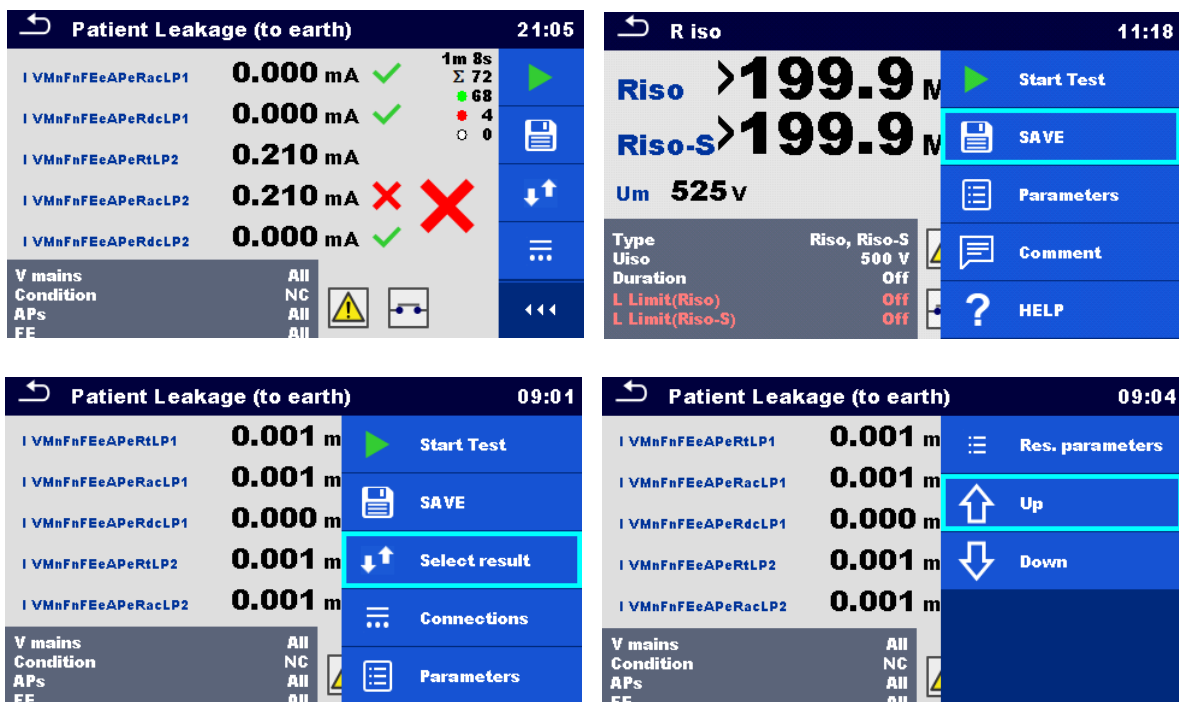 Patient Leakage (to earth) 21:05
I VMnFnFEeAPeRacLP1 0.000 mA
I VMnFnFEeAPeRdcLP1 0.000 mA
I VMnFnFEeAPeRtLP2 0.210 mA
I VMnFnFEeAPeRacLP2 0.210 mA
I VMnFnFEeAPeRdcLP2 0.000 mA
1m 8s
Σ 72
68
4
0
V mains All
Condition NC
APs All
FE All
R iso 11:18
Riso >199.9 M
Riso-S >199.9 M
Um 525 V
Type Riso, Riso-S
Uiso 500 V
Duration Off
L Limit(Riso) Off
L Limit(Riso-S) Off
Start Test
SAVE
Parameters
Comment
? HELP
Patient Leakage (to earth) 09:01
I VMnFnFEeAPeRtLP1 0.001 m
I VMnFnFEeAPeRacLP1 0.001 m
I VMnFnFEeAPeRdcLP1 0.000 m
I VMnFnFEeAPeRtLP2 0.001 m
I VMnFnFEeAPeRacLP2 0.001 m
V mains All
Condition NC
APs All
FE All
Start Test
SAVE
Select result
Connections
Parameters
Patient Leakage (to earth) 09:04
I VMnFnFEeAPeRtLP1 0.001 m
I VMnFnFEeAPeRacLP1 0.001 m
I VMnFnFEeAPeRdcLP1 0.000 m
I VMnFnFEeAPeRtLP2 0.001 m
I VMnFnFEeAPeRacLP2 0.001 m
V mains All
Condition NC
APs All
FE All
Res. parameters
Up
Down